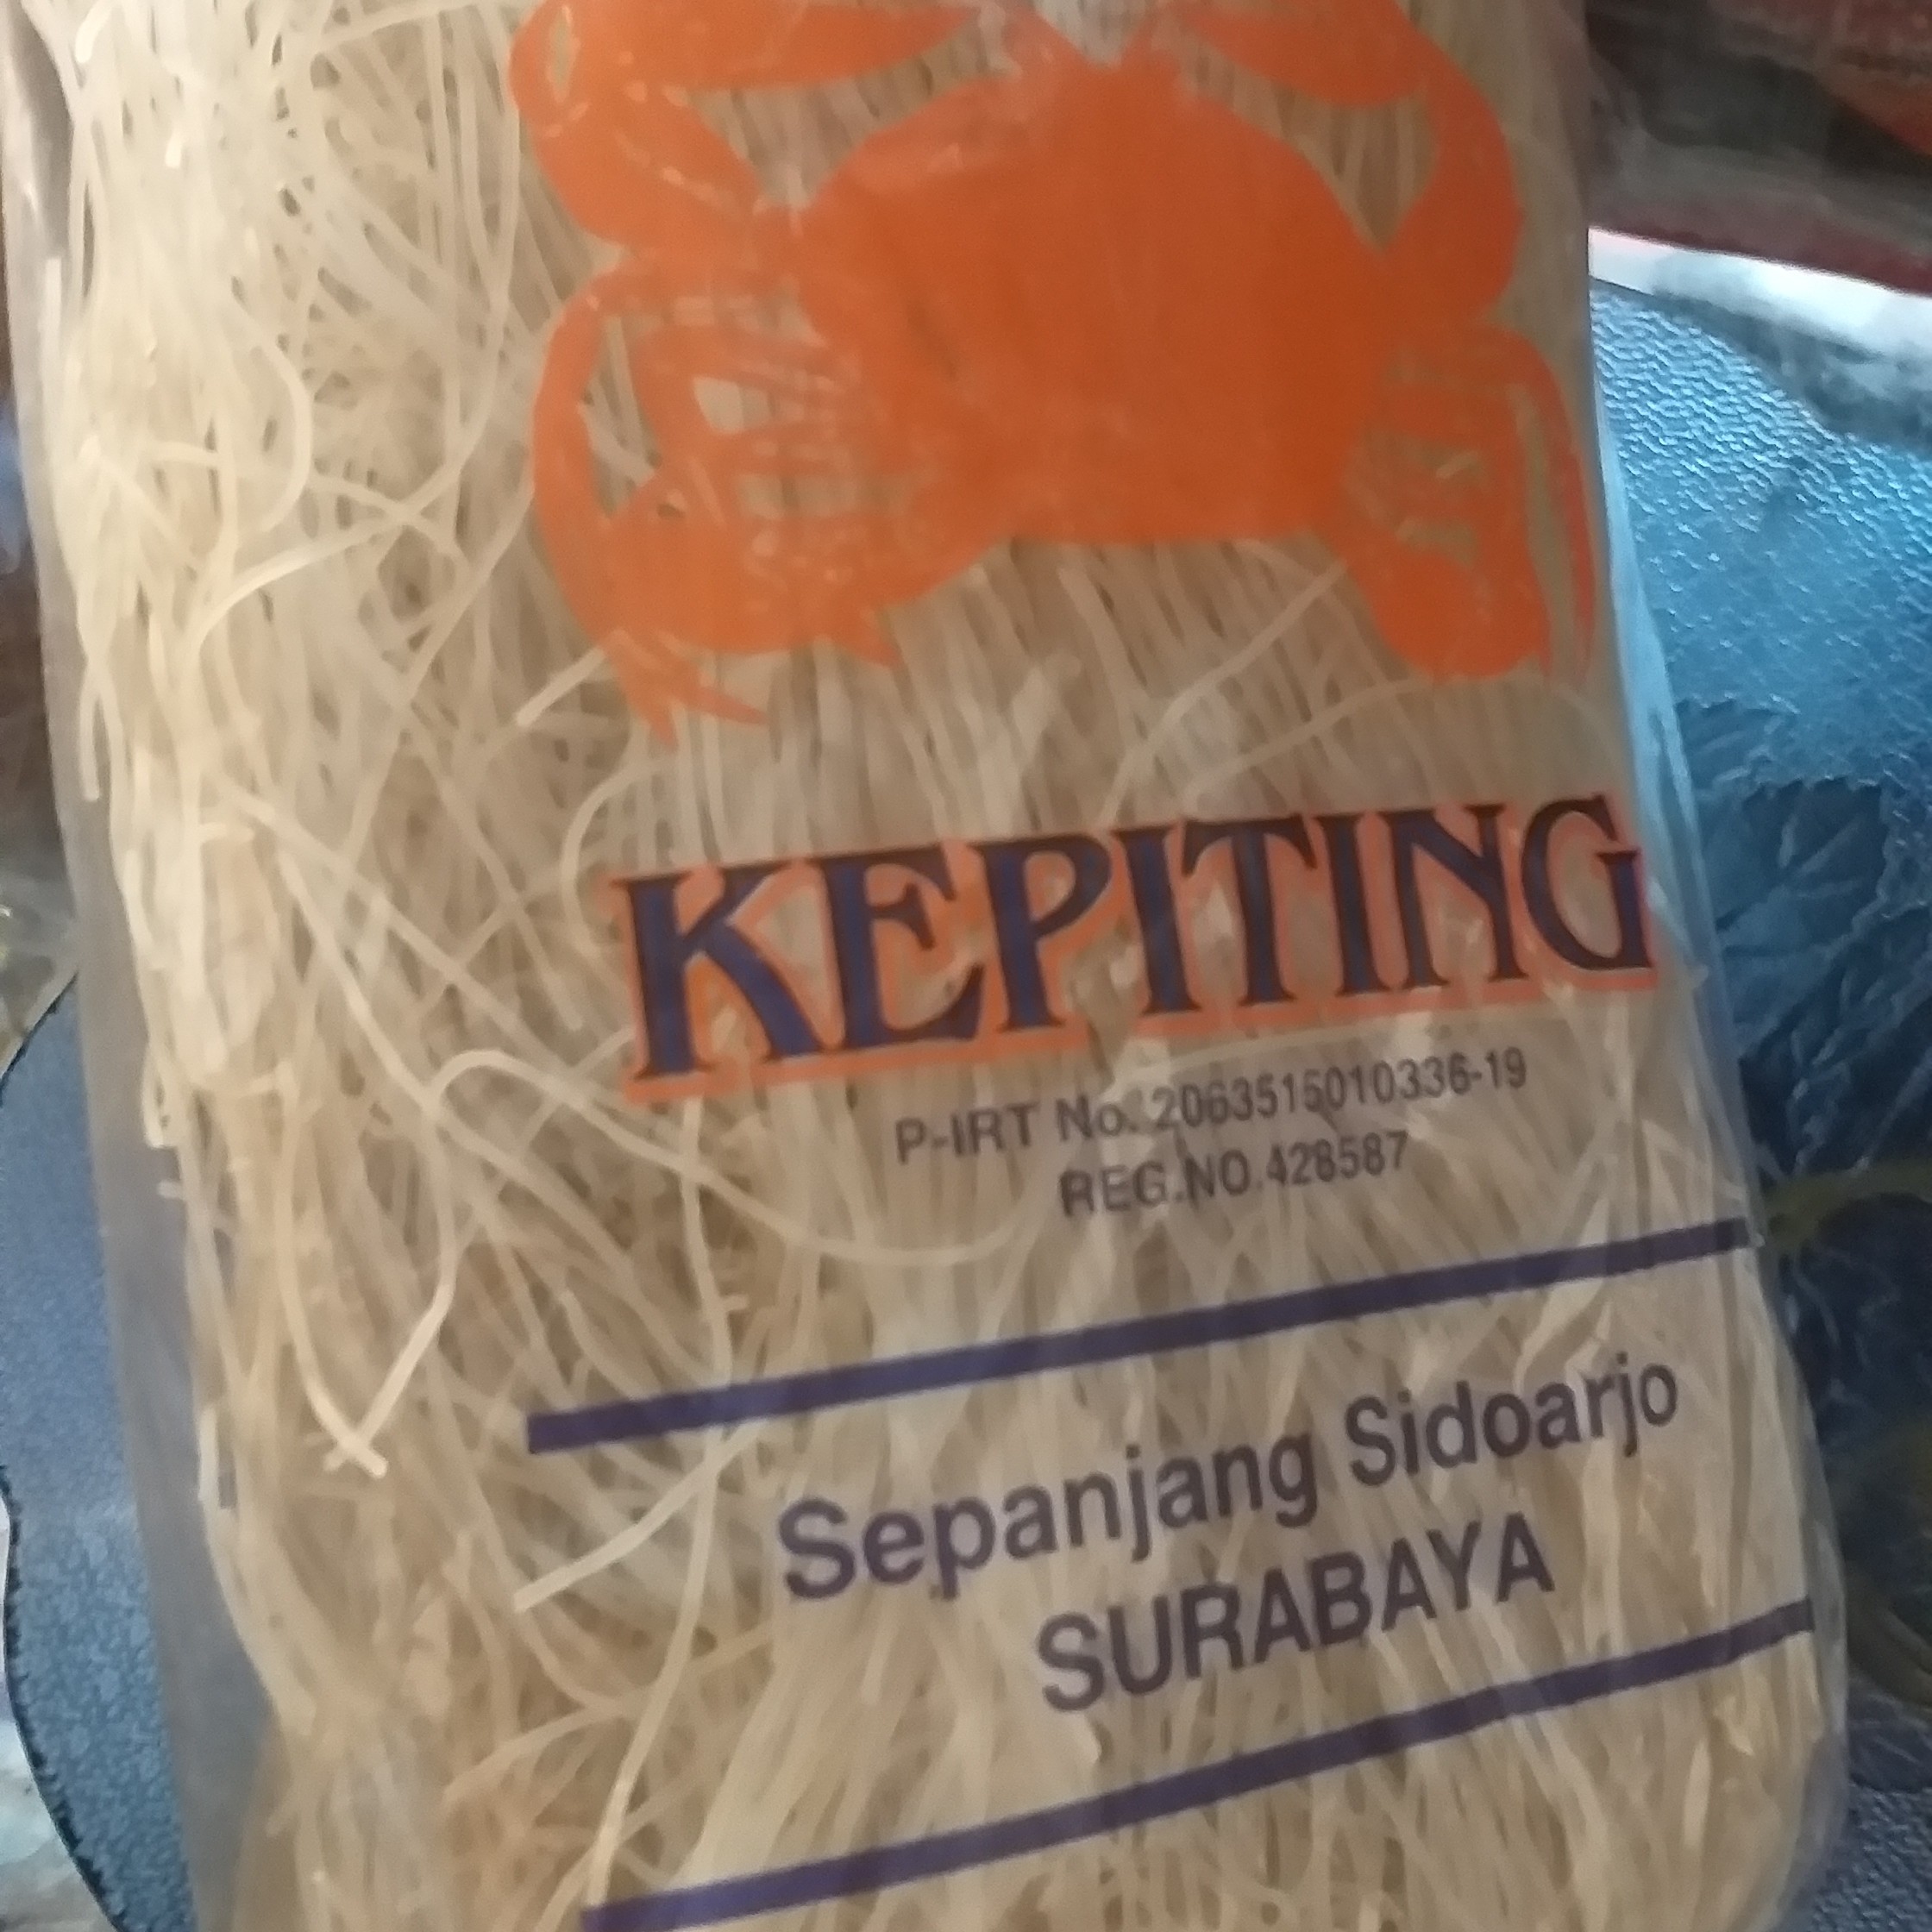 KEPITING
P-IRT No. 2063515010336-19
REG.NO.428587
Sepanjang Sidoarjo
SURABAYA